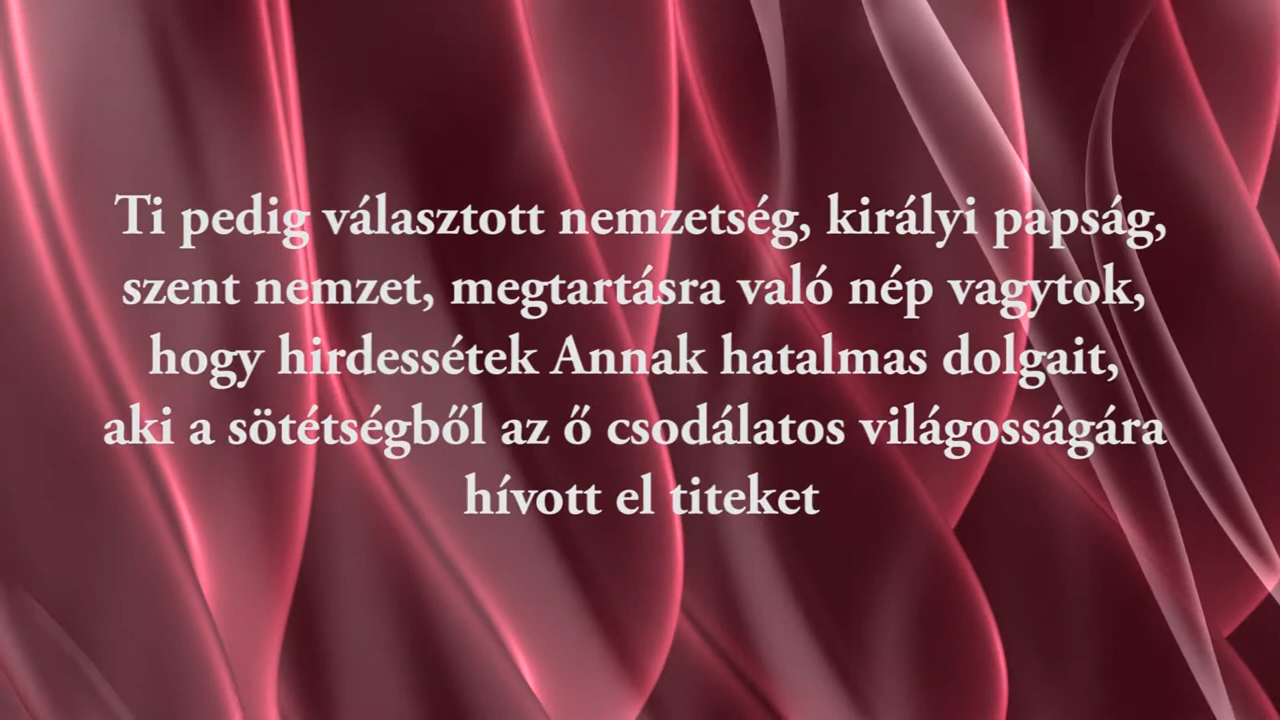 Ti pedig választott nemzetség, királyi papság,
szent nemzet, megtartásra való nép vagytok,
hogy hirdessétek Annak hatalmas dolgait,
aki a sötétségből az ő csodálatos világosságára
hívott el titeket